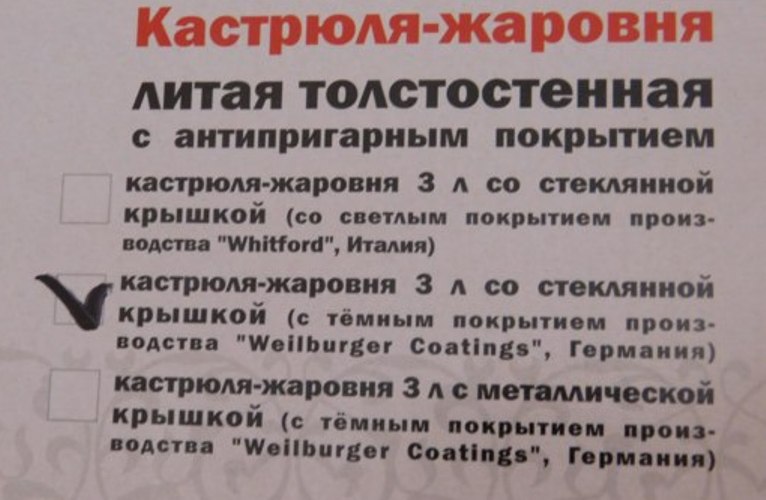 Кастрюля-жаровня
литая толстостенная
с антипригарным покрытием
кастрюля-жаровня 3 л со стеклянной
крышкой (со светлым покрытием произ-
водства "Whitford", Италия)
кастрюля-жаровня 3 л со стеклянной
крышкой (с тёмным покрытием произ-
водства "Weilburger Coatings", Германия)
кастрюля-жаровня 3 л с металлической
крышкой (с тёмным покрытием произ-
водства "Weilburger Coatings", Германия)